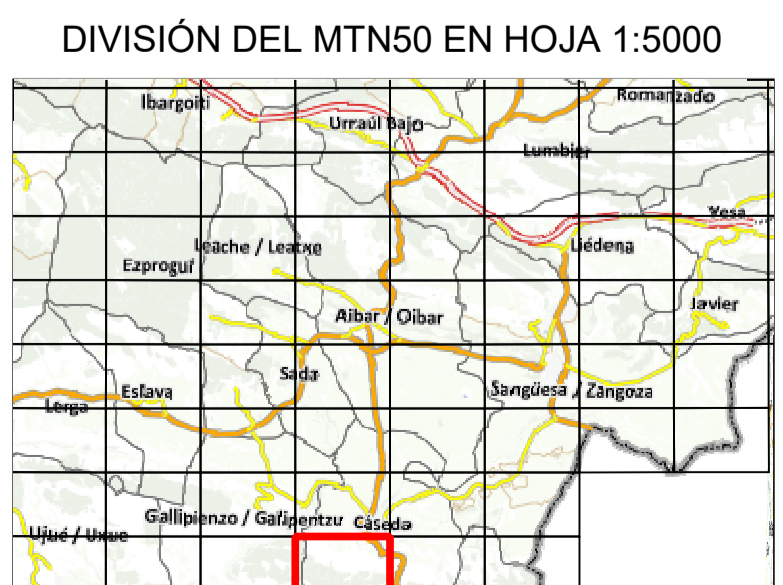 DIVISIÓN DEL MTN50 EN HOJA 1:5000
Ibargoiti
Romanzado
Urraúl Bajo
Lumbier
Yesa
Leache / Leatxe
Liédena
Ezprogui
Javier
Aibar / Oibar
Sada
Eslava
Sangüesa / Zangoza
Lerga
Gallipienzo / Galipentzu
Cáseda
Ujué / Uxue